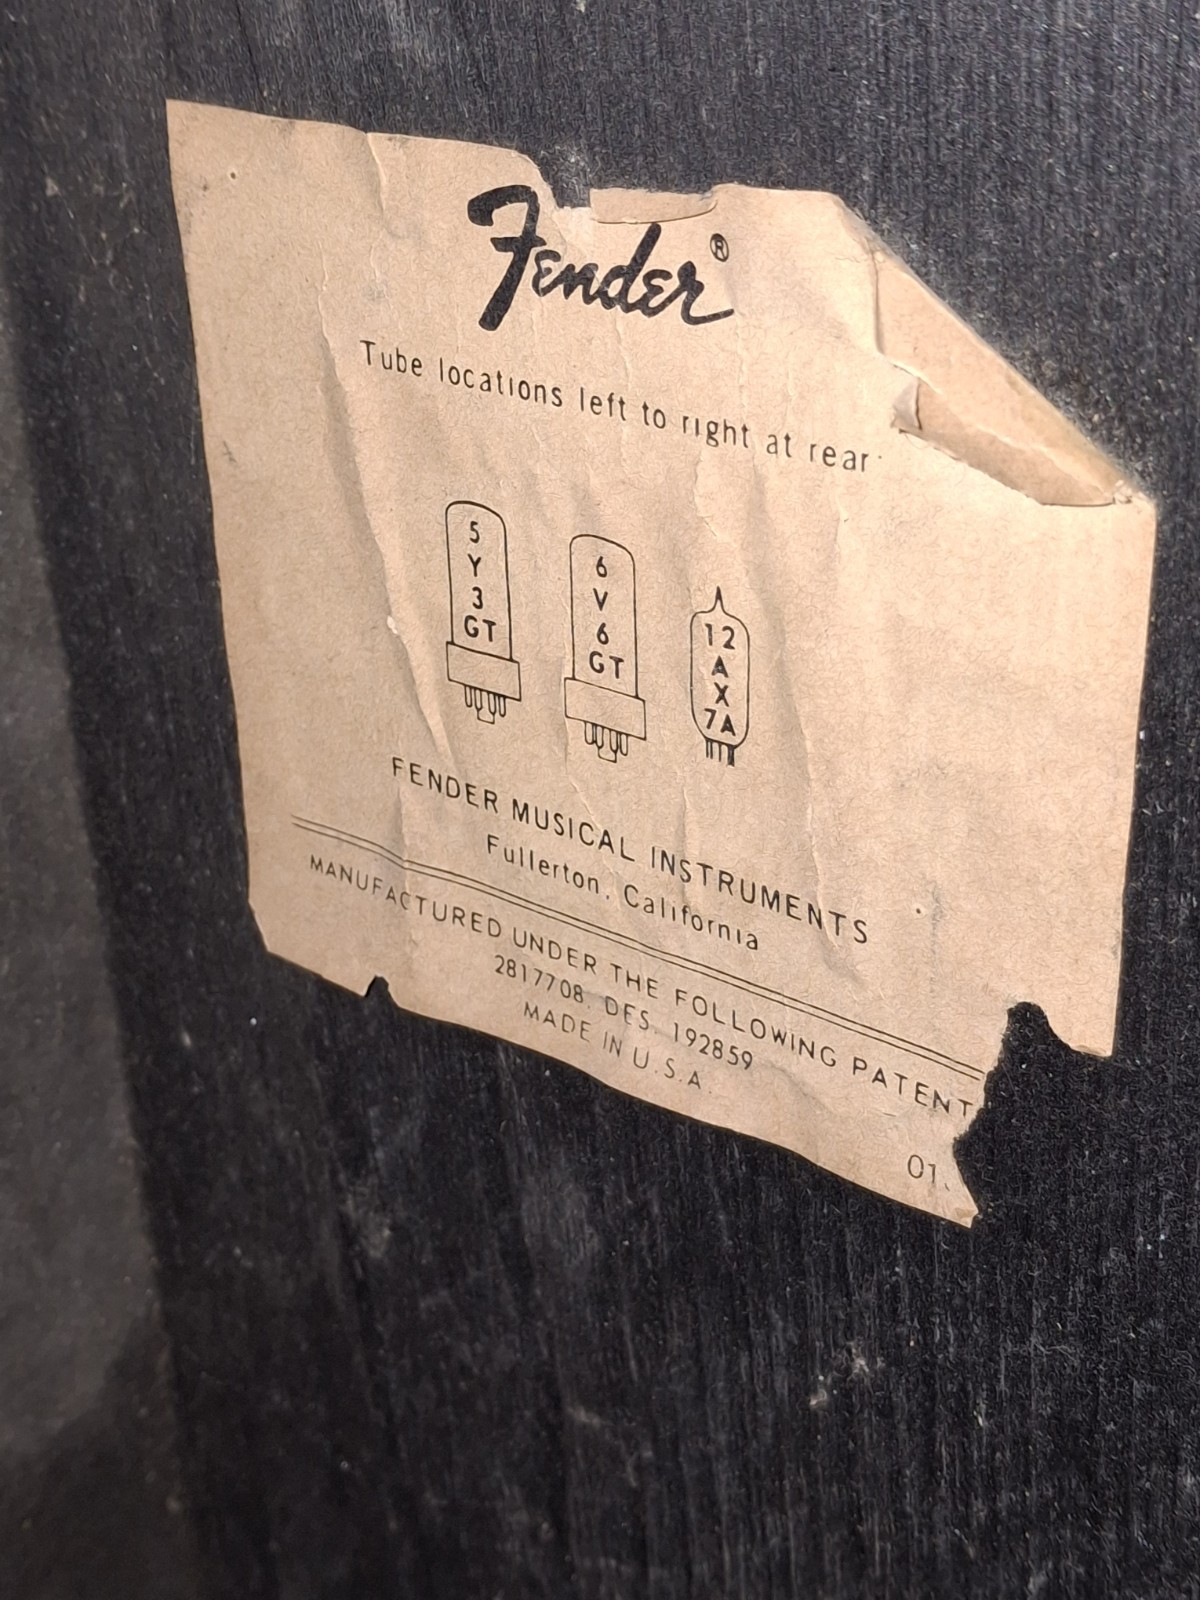 Fender®
Tube locations left to right at rear
5
Y
3
GT
6
V
6
GT
12
A
X
7A
FENDER MUSICAL INSTRUMENTS
Fullerton, California
MANUFACTURED UNDER THE FOLLOWING PATENT
2817708. DES. 192859
MADE IN U.S.A.
01